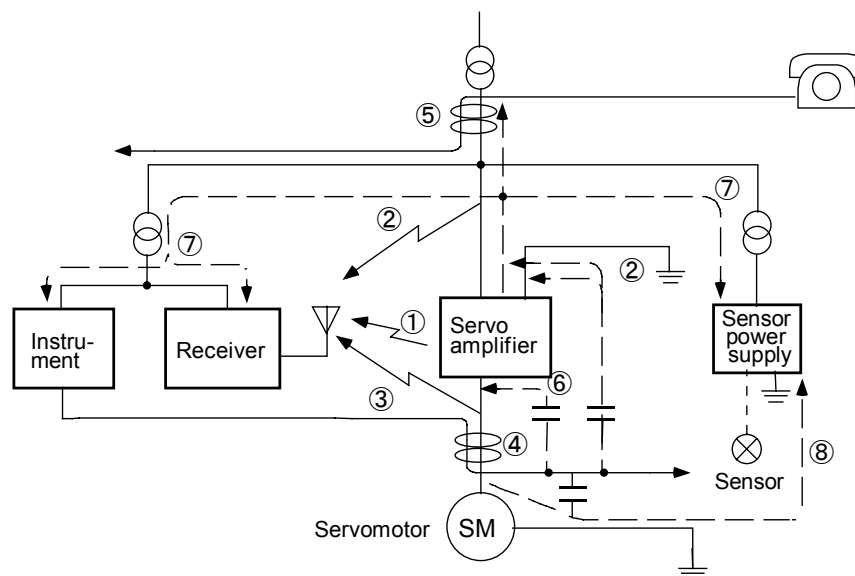 ⑤
⑦
②
⑦
②
①
Instru-
ment
Receiver
Servo
amplifier
Sensor
power
supply
⑥
③
④
⑧
Sensor
Servomotor
SM